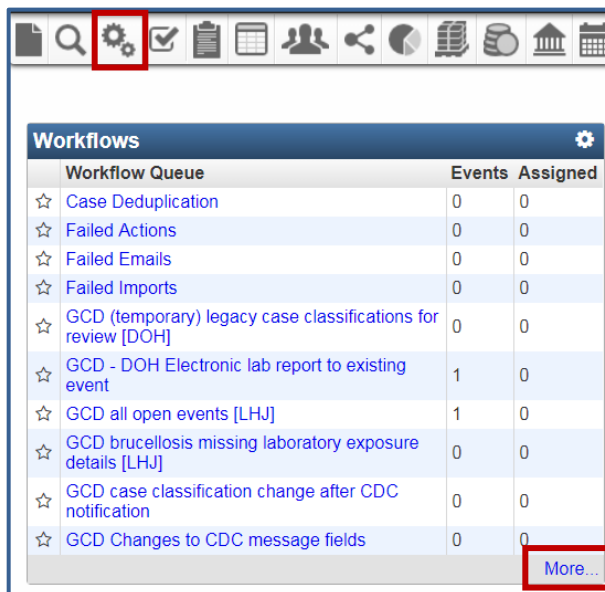 Workflows
Workflow Queue Events Assigned
Case Deduplication 0 0
Failed Actions 0 0
Failed Emails 0 0
Failed Imports 0 0
GCD (temporary) legacy case classifications for
review [DOH] 0 0
GCD - DOH Electronic lab report to existing
event 1 0
GCD all open events [LHJ] 1 0
GCD brucellosis missing laboratory exposure
details [LHJ] 0 0
GCD case classification change after CDC
notification 0 0
GCD Changes to CDC message fields 0 0
More...